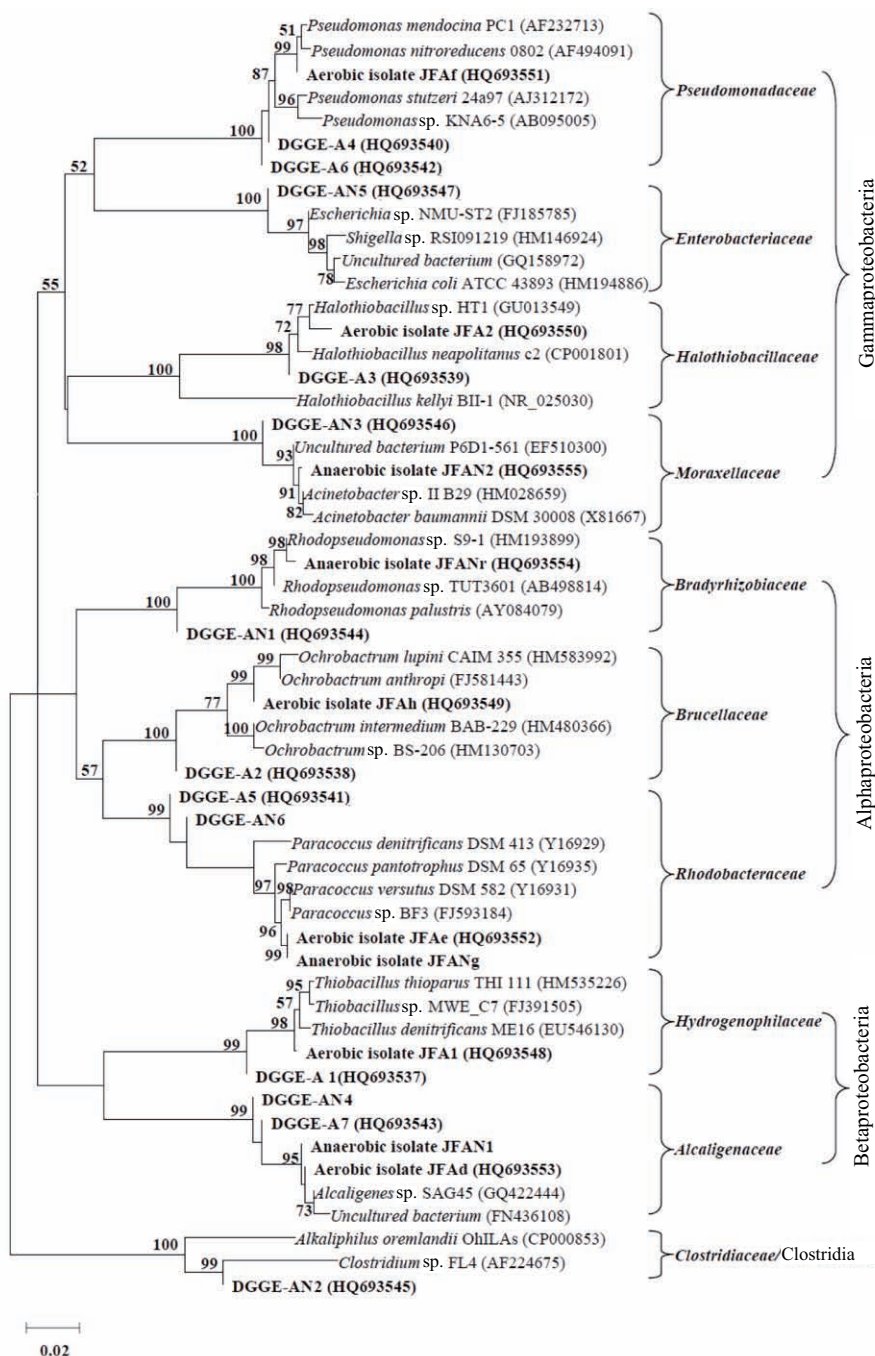 51
Pseudomonas mendocina PC1 (AF232713)
99
Pseudomonas nitroreducens 0802 (AF494091)
87
Aerobic isolate JFAf (HQ693551)
Pseudomonadaceae
96
Pseudomonas stutzeri 24a97 (AJ312172)
Pseudomonas sp. KNA6-5 (AB095005)
100
DGGE-A4 (HQ693540)
52
DGGE-A6 (HQ693542)
100
DGGE-AN5 (HQ693547)
97
Escherichia sp. NMU-ST2 (FJ185785)
98
Shigella sp. RSI091219 (HM146924)
Enterobacteriaceae
Uncultured bacterium (GQ158972)
78
Escherichia coli ATCC 43893 (HM194886)
55
Gammaproteobacteria
77
Halothiobacillus sp. HT1 (GU013549)
72
Aerobic isolate JFA2 (HQ693550)
98
Halothiobacillus neapolitanus c2 (CP001801)
Halothiobacillaceae
100
DGGE-A3 (HQ693539)
Halothiobacillus kellyi BII-1 (NR_025030)
100
DGGE-AN3 (HQ693546)
93
Uncultured bacterium P6D1-561 (EF510300)
Anaerobic isolate JFAN2 (HQ693555)
Moraxellaceae
91
Acinetobacter sp. II B29 (HM028659)
82
Acinetobacter baumannii DSM 30008 (X81667)
98
Rhodopseudomonas sp. S9-1 (HM193899)
98
Anaerobic isolate JFANr (HQ693554)
100
Rhodopseudomonas sp. TUT3601 (AB498814)
Bradyrhizobiaceae
100
Rhodopseudomonas palustris (AY084079)
DGGE-AN1 (HQ693544)
99
Ochrobactrum lupini CAIM 355 (HM583992)
99
Ochrobactrum anthropi (FJ581443)
77
Aerobic isolate JFAh (HQ693549)
Brucellaceae
100
100
Ochrobactrum intermedium BAB-229 (HM480366)
Ochrobactrum sp. BS-206 (HM130703)
57
DGGE-A2 (HQ693538)
Alphaproteobacteria
99
DGGE-A5 (HQ693541)
DGGE-AN6
Paracoccus denitrificans DSM 413 (Y16929)
Paracoccus pantotrophus DSM 65 (Y16935)
Rhodobacteraceae
97
98
Paracoccus versutus DSM 582 (Y16931)
Paracoccus sp. BF3 (FJ593184)
96
Aerobic isolate JFAe (HQ693552)
99
Anaerobic isolate JFANg
95
Thiobacillus thioparus THI 111 (HM535226)
57
Thiobacillus sp. MWE_C7 (FJ391505)
Hydrogenophilaceae
98
Thiobacillus denitrificans ME16 (EU546130)
99
Aerobic isolate JFA1 (HQ693548)
DGGE-A 1(HQ693537)
Betaproteobacteria
99
DGGE-AN4
DGGE-A7 (HQ693543)
Anaerobic isolate JFAN1
Alcaligenaceae
95
Aerobic isolate JFAd (HQ693553)
Alcaligenes sp. SAG45 (GQ422444)
73
Uncultured bacterium (FN436108)
100
Alkaliphilus oremlandii OhILAs (CP000853)
99
Clostridium sp. FL4 (AF224675)
Clostridiaceae/Clostridia
DGGE-AN2 (HQ693545)
0.02